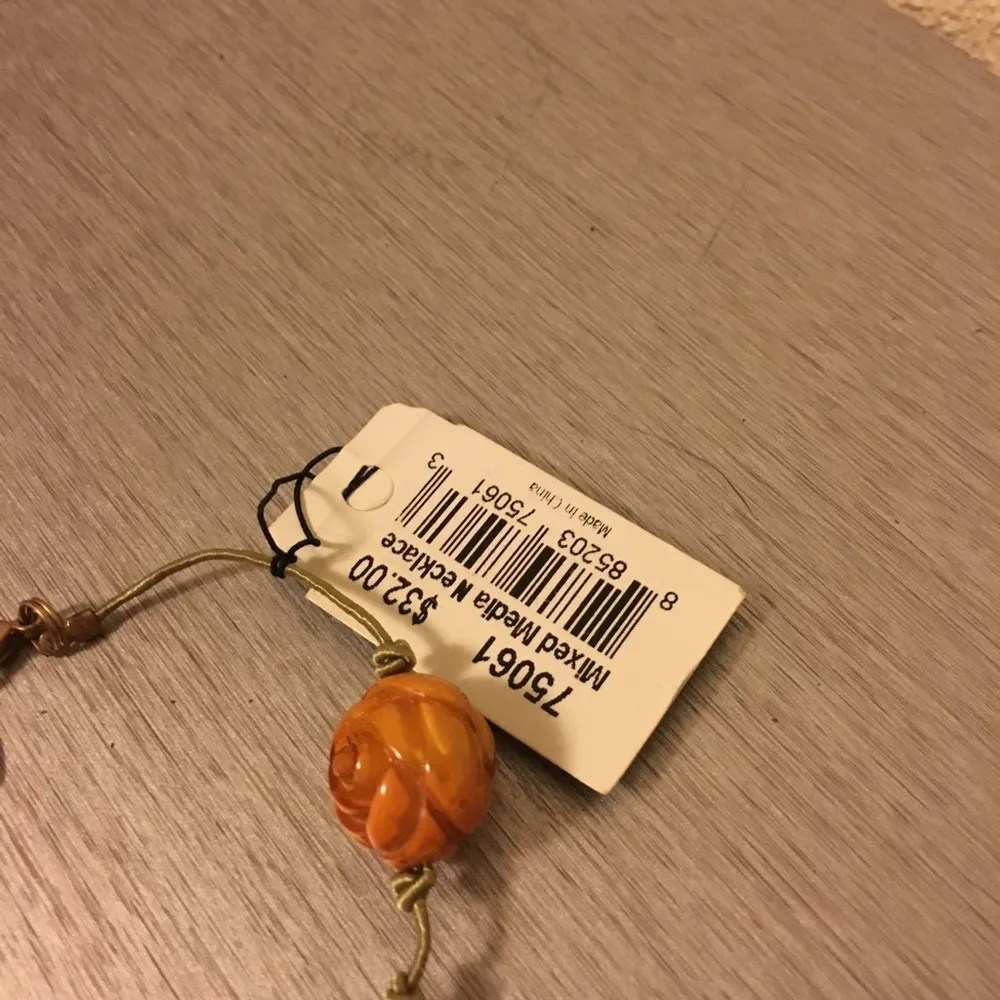 75061 $32.00
Mixed Media Necklace
8 85203 75061 3
Made In China